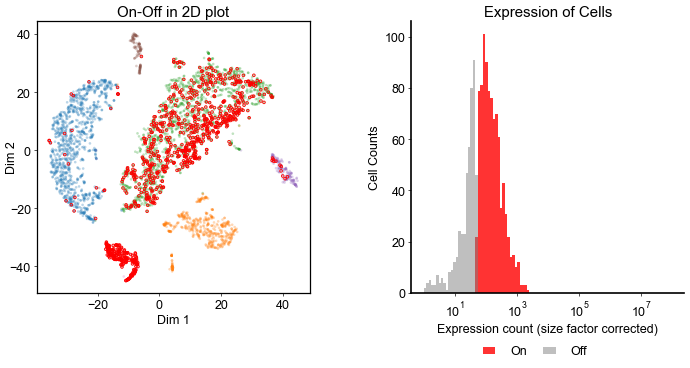 On-Off in 2D plot
40
20
0
−20
−40
Dim 2
−20
0
20
40
Dim 1
Expression of Cells
100
80
60
40
20
0
Cell Counts
10^1
10^3
10^5
10^7
Expression count (size factor corrected)
On
Off